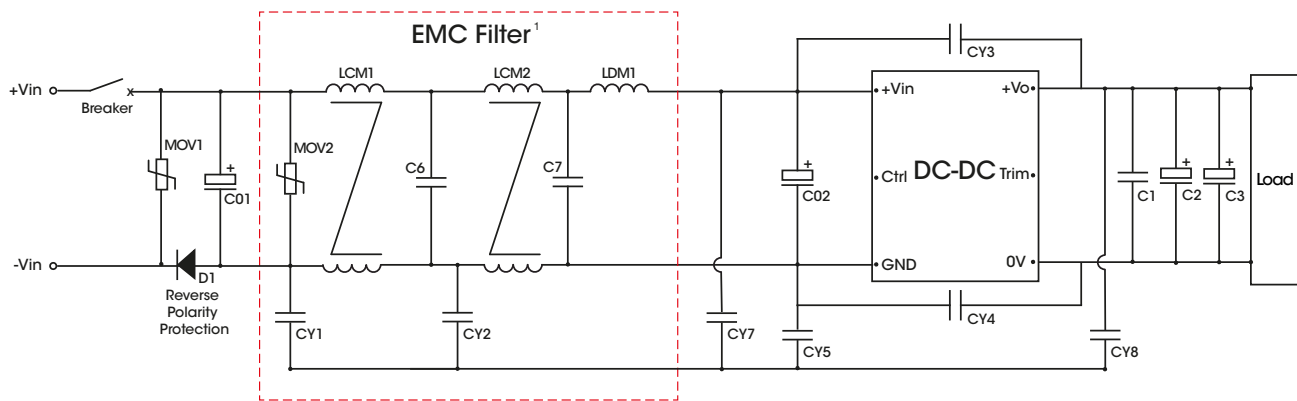 EMC Filter¹
LCM1
LCM2
LDM1
CY3
+Vin
Breaker
x
MOV1
+
C01
MOV2
C6
C7
+
C02
+Vin
+Vo
Ctrl
DC-DC
Trim
GND
0V
C1
+
C2
+
C3
Load
-Vin
D1
Reverse
Polarity
Protection
CY1
CY2
CY7
CY5
CY4
CY8